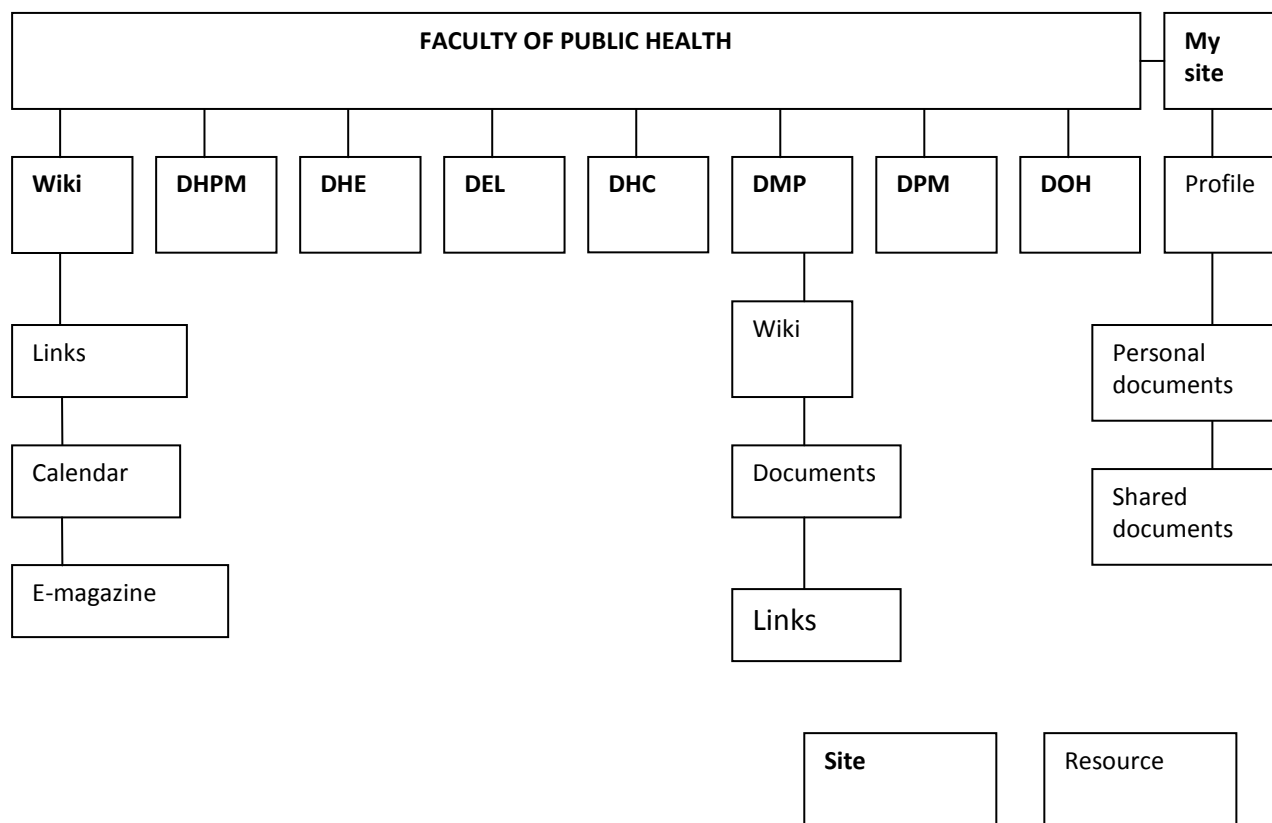 FACULTY OF PUBLIC HEALTH
My
site
Wiki
DHPM
DHE
DEL
DHC
DMP
DPM
DOH
Profile
Links
Calendar
E-magazine
Wiki
Documents
Links
Personal
documents
Shared
documents
Site
Resource